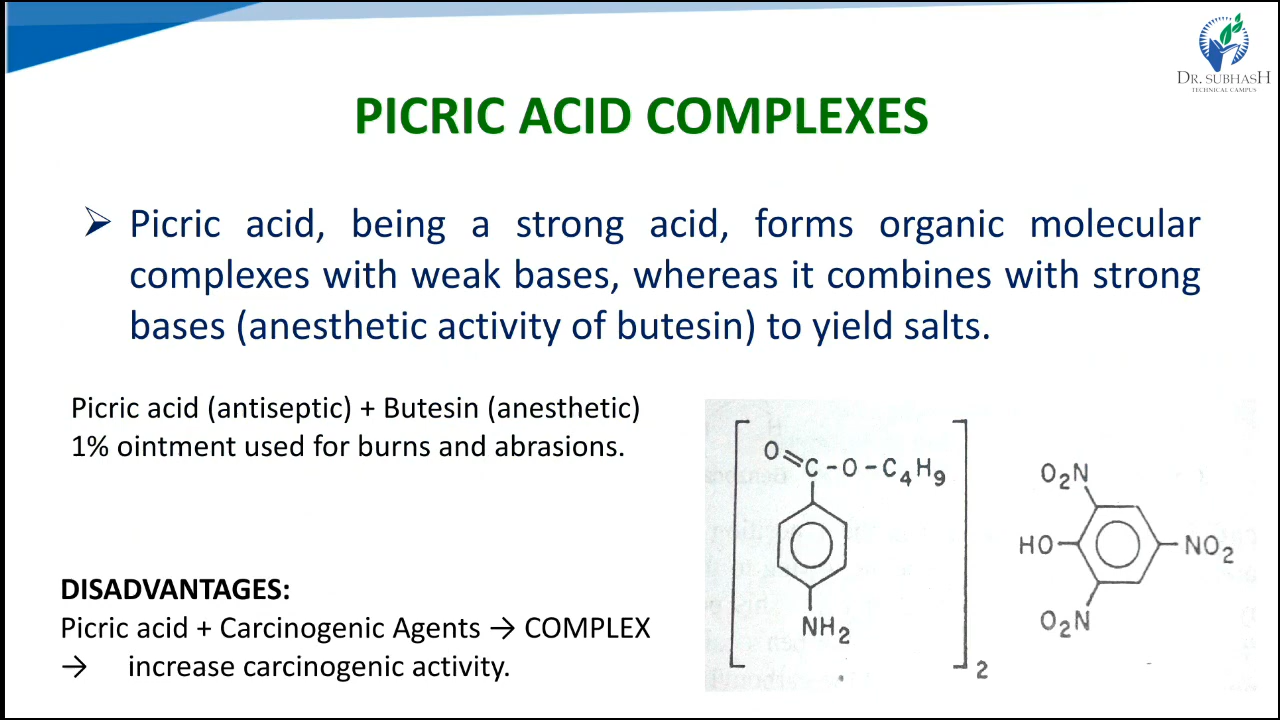 DR. SUBHASH
TECHNICAL CAMPUS
PICRIC ACID COMPLEXES
➢ Picric acid, being a strong acid, forms organic molecular
complexes with weak bases, whereas it combines with strong
bases (anesthetic activity of butesin) to yield salts.
Picric acid (antiseptic) + Butesin (anesthetic)
1% ointment used for burns and abrasions.
DISADVANTAGES:
Picric acid + Carcinogenic Agents → COMPLEX
→ increase carcinogenic activity.
O=C-O-C4H9
NH2
2
O2N
HO
NO2
O2N